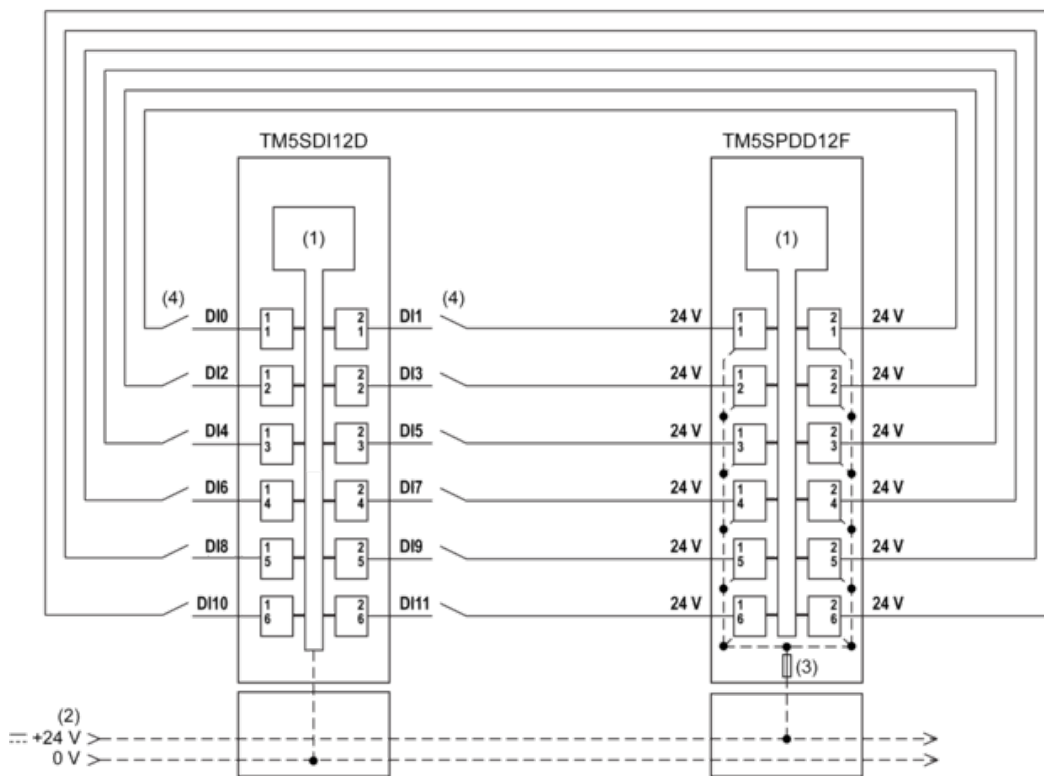 TM5SDI12D TM5SPDD12F
(1) (1)
(4) DI0 1 1 2 1 DI1 (4) 24 V 1 1 2 1 24 V
DI2 1 2 2 2 DI3 24 V 1 2 2 2 24 V
DI4 1 3 2 3 DI5 24 V 1 3 2 3 24 V
DI6 1 4 2 4 DI7 24 V 1 4 2 4 24 V
DI8 1 5 2 5 DI9 24 V 1 5 2 5 24 V
DI10 1 6 2 6 DI11 24 V 1 6 2 6 24 V
(3)
(2)
+24 V
0 V